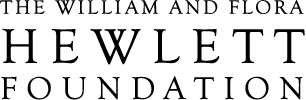 THE WILLIAM AND FLORA
HEWLETT
FOUNDATION